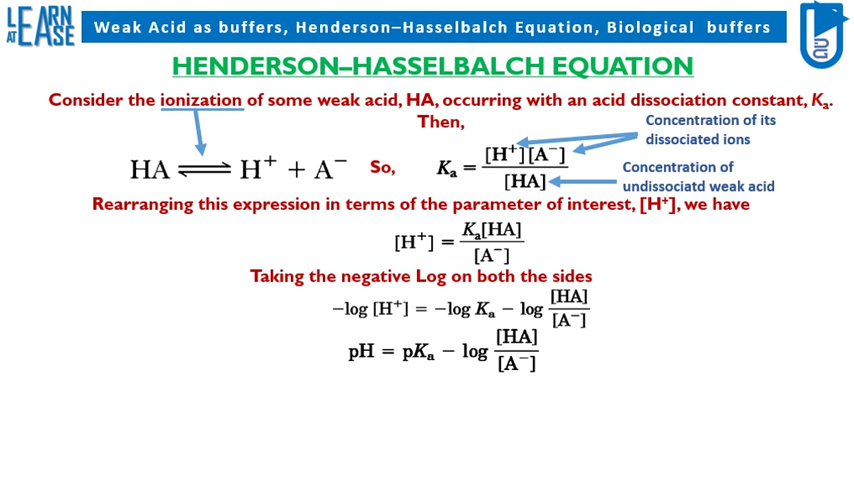 LEARN
AT EASE
Weak Acid as buffers, Henderson–Hasselbalch Equation, Biological buffers
HENDERSON–HASSELBALCH EQUATION
Consider the ionization of some weak acid, HA, occurring with an acid dissociation constant, Kₐ.
Then,
Concentration of its
dissociated ions
HA ⇌ H⁺ + A⁻
So,
Kₐ = [H⁺][A⁻] / [HA]
Concentration of
undissociatd weak acid
Rearranging this expression in terms of the parameter of interest, [H⁺], we have
[H⁺] = Kₐ[HA] / [A⁻]
Taking the negative Log on both the sides
−log [H⁺] = −log Kₐ − log [HA] / [A⁻]
pH = pKₐ − log [HA] / [A⁻]